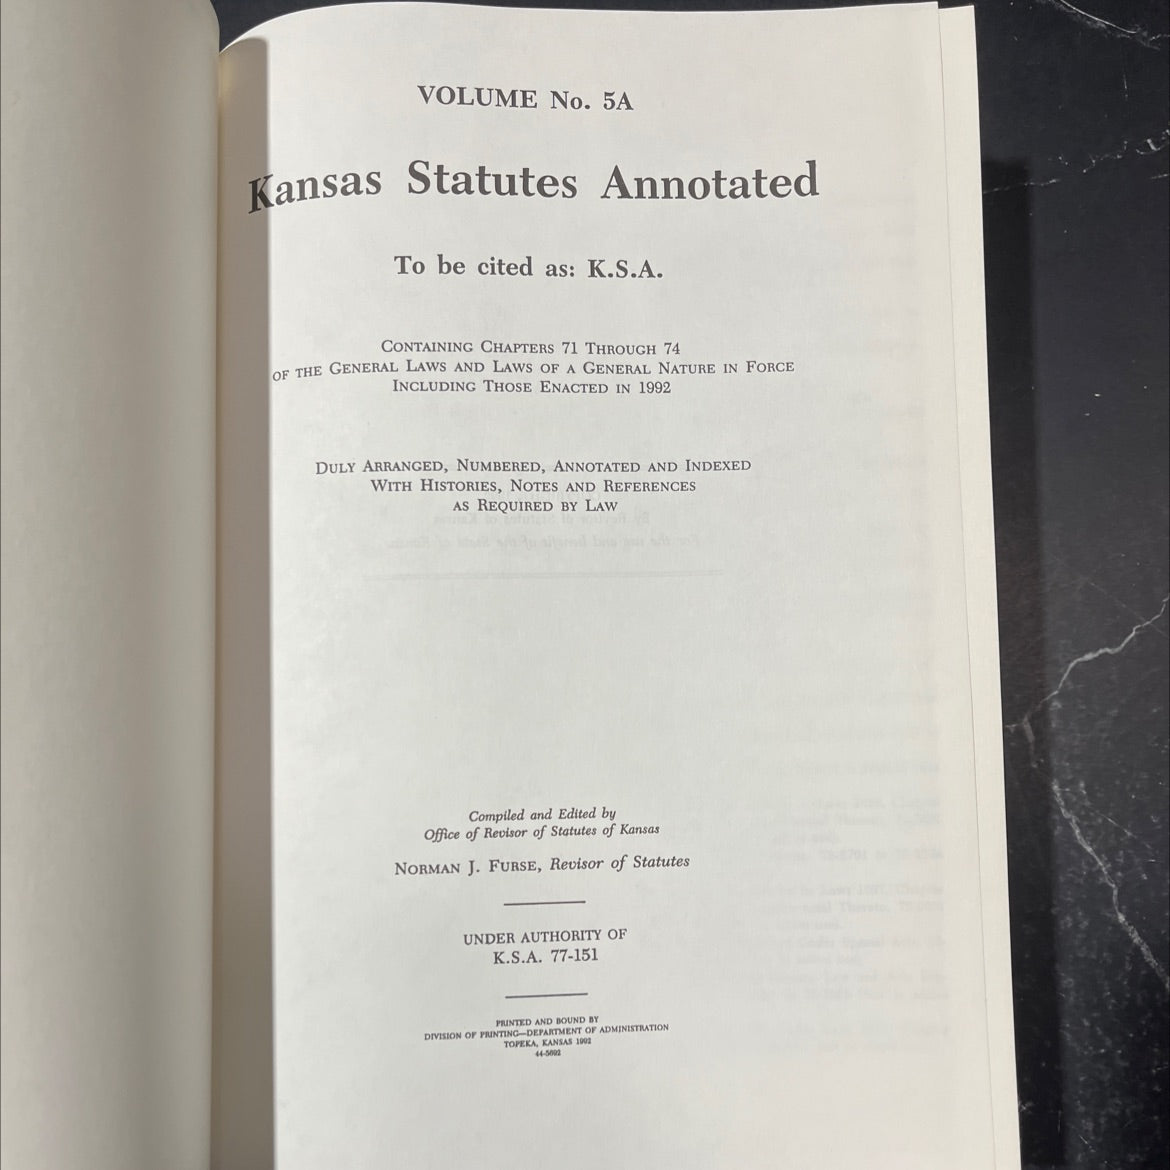 VOLUME No. 5A
Kansas Statutes Annotated
To be cited as: K.S.A.
CONTAINING CHAPTERS 71 THROUGH 74
OF THE GENERAL LAWS AND LAWS OF A GENERAL NATURE IN FORCE
INCLUDING THOSE ENACTED IN 1992
DULY ARRANGED, NUMBERED, ANNOTATED AND INDEXED
WITH HISTORIES, NOTES AND REFERENCES
AS REQUIRED BY LAW
Compiled and Edited by
Office of Revisor of Statutes of Kansas
NORMAN J. FURSE, Revisor of Statutes
UNDER AUTHORITY OF
K.S.A. 77-151
PRINTED AND BOUND BY
DIVISION OF PRINTING—DEPARTMENT OF ADMINISTRATION
TOPEKA, KANSAS 1992